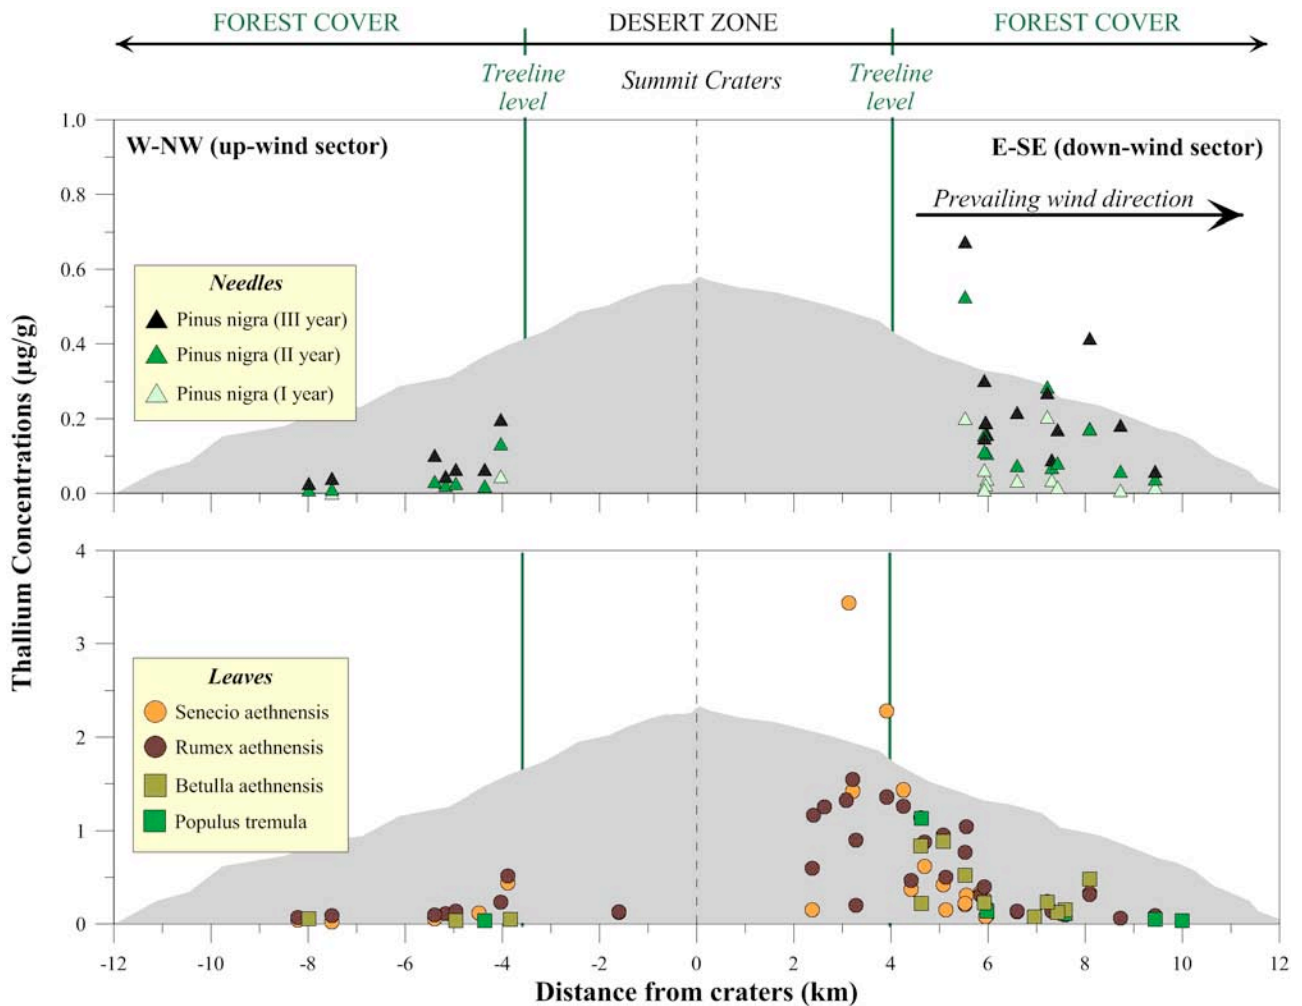 FOREST COVER
DESERT ZONE
FOREST COVER
Treeline
level
Summit Craters
Treeline
level
W-NW (up-wind sector)
E-SE (down-wind sector)
Prevailing wind direction
Needles
Pinus nigra (III year)
Pinus nigra (II year)
Pinus nigra (I year)
1.0
0.8
0.6
0.4
0.2
0.0
Thallium Concentrations (µg/g)
4
3
2
1
0
Leaves
Senecio aethnensis
Rumex aethnensis
Betulla aethnensis
Populus tremula
-12 -10 -8 -6 -4 -2 0 2 4 6 8 10 12
Distance from craters (km)